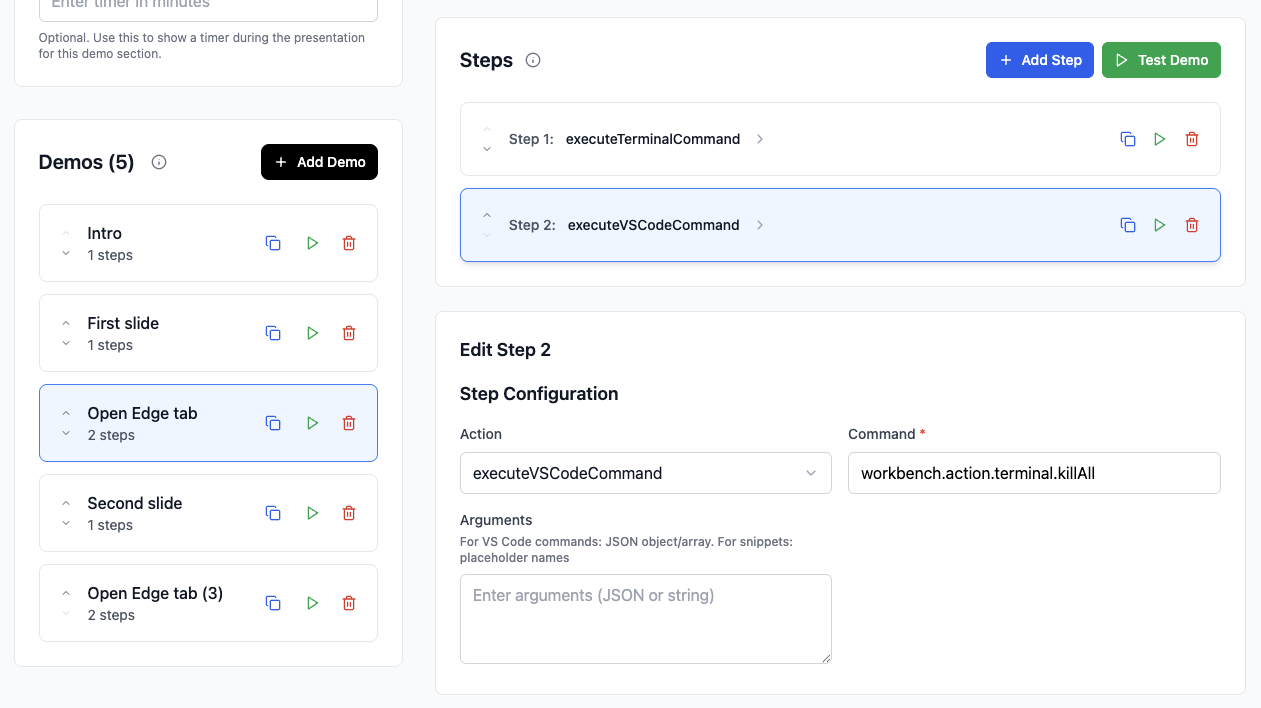 Enter timer in minutes
Optional. Use this to show a timer during the presentation
for this demo section.
Demos (5)
Add Demo
Intro
1 steps
First slide
1 steps
Open Edge tab
2 steps
Second slide
1 steps
Open Edge tab (3)
2 steps
Steps
Add Step
Test Demo
Step 1: executeTerminalCommand
Step 2: executeVSCodeCommand
Edit Step 2
Step Configuration
Action
executeVSCodeCommand
Command *
workbench.action.terminal.killAll
Arguments
For VS Code commands: JSON object/array. For snippets:
placeholder names
Enter arguments (JSON or string)